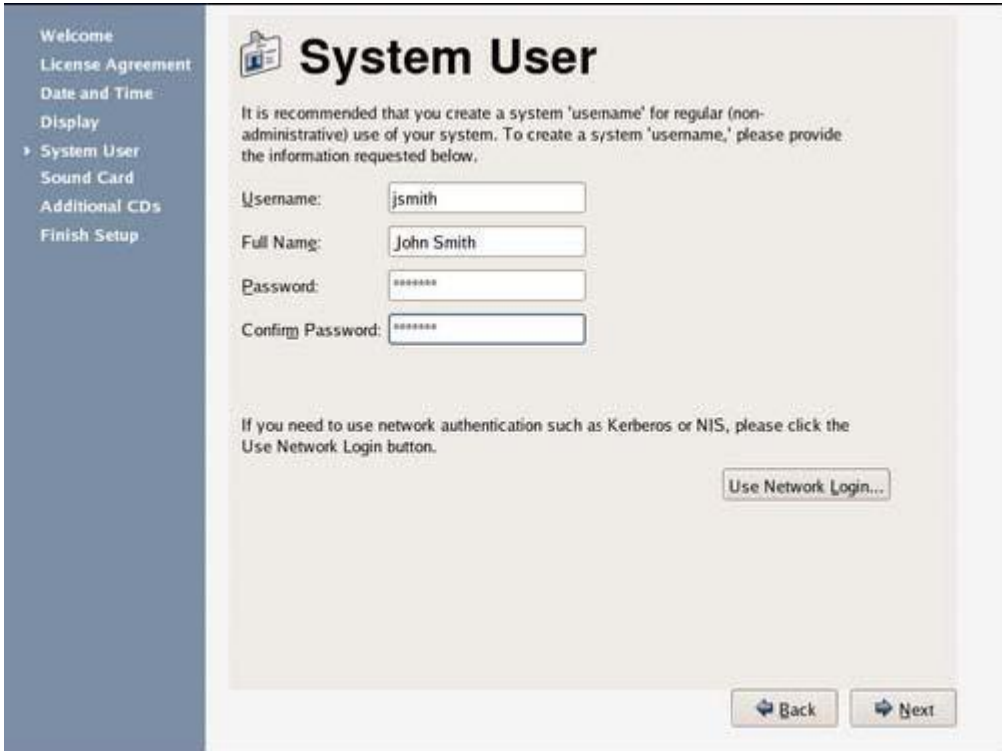 Welcome
License Agreement
Date and Time
Display
System User
Sound Card
Additional CDs
Finish Setup
System User
It is recommended that you create a system 'username' for regular (non-
administrative) use of your system. To create a system 'username,' please provide
the information requested below.
Username: jsmith
Full Name: John Smith
Password: *******
Confirm Password: *******
If you need to use network authentication such as Kerberos or NIS, please click the
Use Network Login button.
Use Network Login...
Back Next